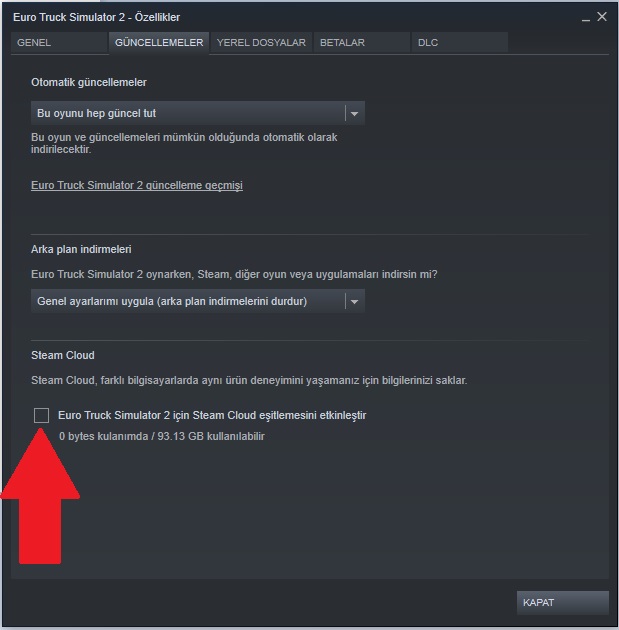 Euro Truck Simulator 2 - Özellikler
GENEL
GÜNCELLEMELER
YEREL DOSYALAR
BETALAR
DLC
Otomatik güncellemeler
Bu oyunu hep güncel tut
Bu oyun ve güncellemeleri mümkün olduğunda otomatik olarak
indirilecektir.
Euro Truck Simulator 2 güncelleme geçmişi
Arka plan indirmeleri
Euro Truck Simulator 2 oynarken, Steam, diğer oyun veya uygulamaları indirsin mi?
Genel ayarlarımı uygula (arka plan indirmelerini durdur)
Steam Cloud
Steam Cloud, farklı bilgisayarlarda aynı ürün deneyimini yaşamanız için bilgilerinizi saklar.
Euro Truck Simulator 2 için Steam Cloud eşitlemesini etkinleştir
0 bytes kulanımda / 93.13 GB kullanılabilir
KAPAT